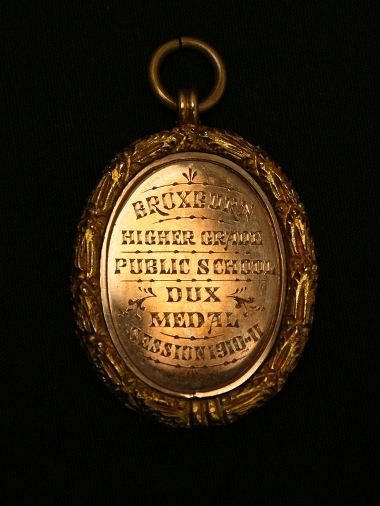 BROXBURN
HIGHER GRADE
PUBLIC SCHOOL
DUX
MEDAL
SESSION 1910-11